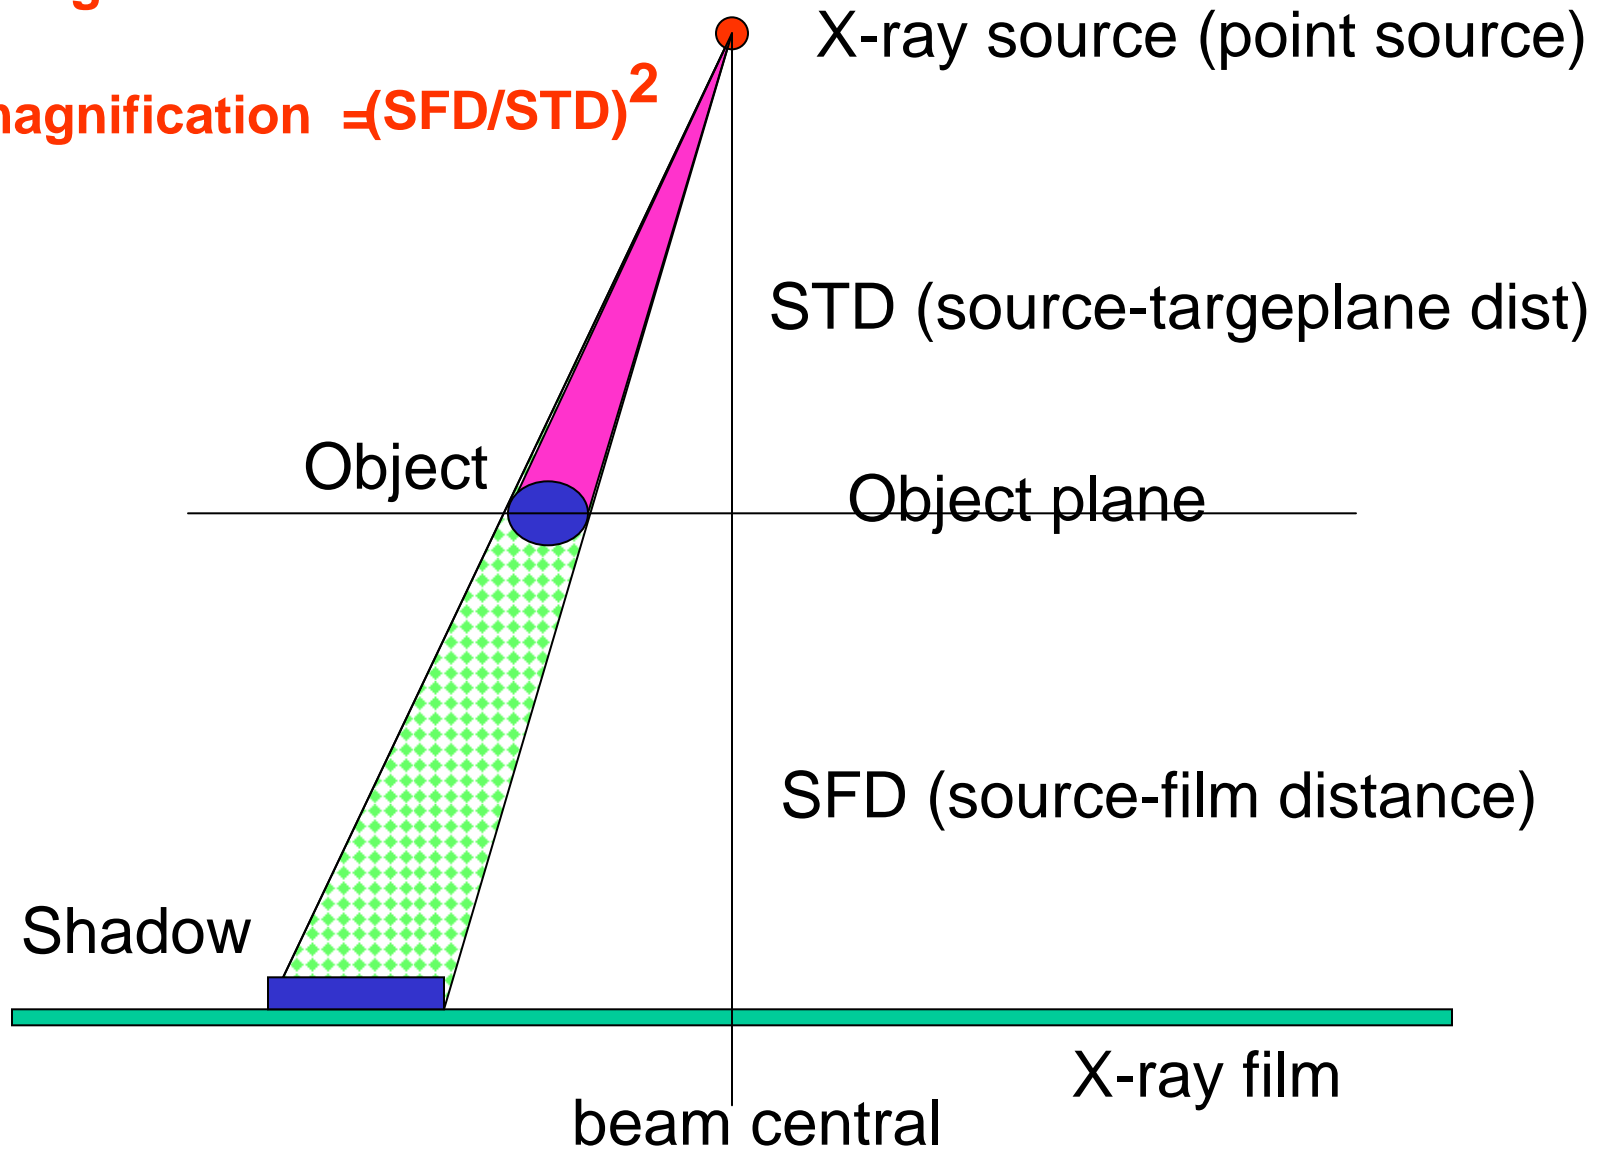 X-ray source (point source)
magnification =(SFD/STD)2
STD (source-targeplane dist)
Object
Object plane
SFD (source-film distance)
Shadow
X-ray film
beam central